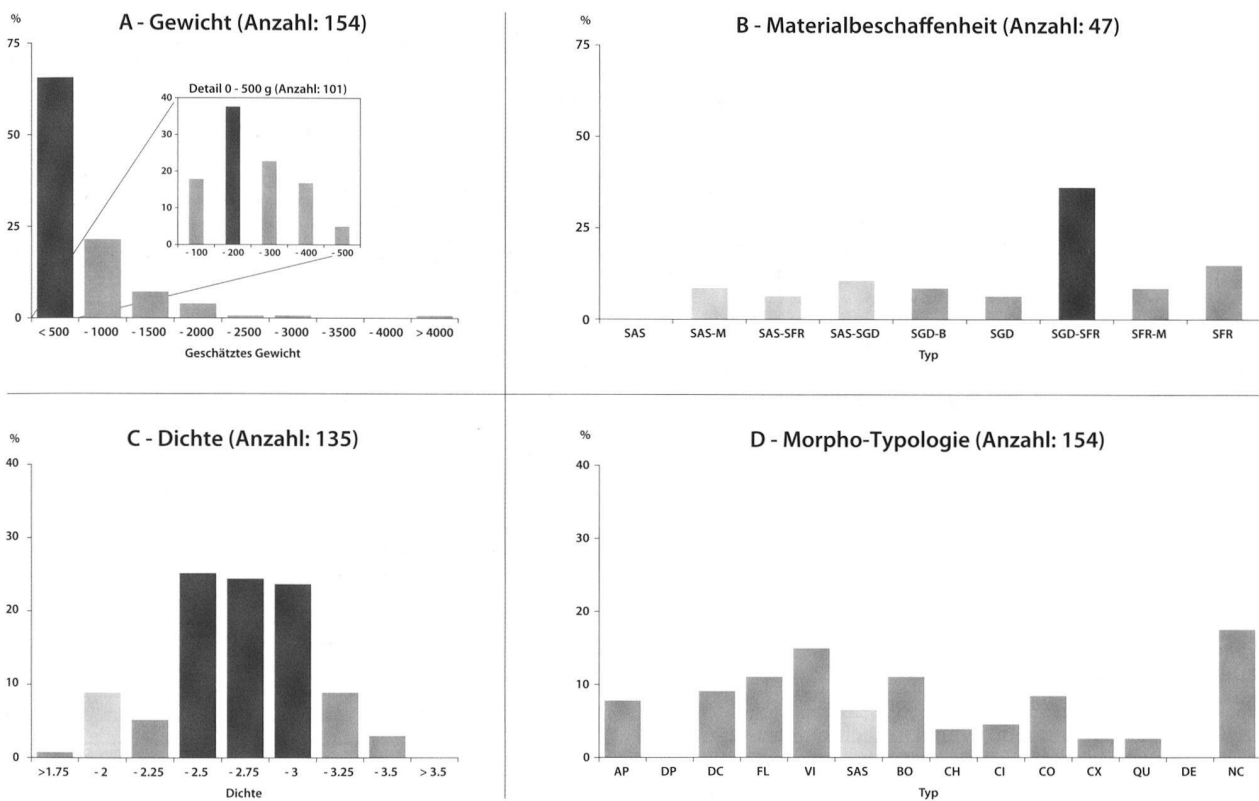 A - Gewicht (Anzahl: 154)
%
75
50
25
0
< 500 - 1000 - 1500 - 2000 - 2500 - 3000 - 3500 - 4000 > 4000
Geschätztes Gewicht
Detail 0 - 500 g (Anzahl: 101)
40
30
20
10
0
- 100 - 200 - 300 - 400 - 500
B - Materialbeschaffenheit (Anzahl: 47)
%
75
50
25
0
SAS SAS-M SAS-SFR SAS-SGD SGD-B SGD SGD-SFR SFR-M SFR
Typ
C - Dichte (Anzahl: 135)
%
40
30
20
10
0
>1.75 - 2 - 2.25 - 2.5 - 2.75 - 3 - 3.25 - 3.5 > 3.5
Dichte
D - Morpho-Typologie (Anzahl: 154)
%
40
30
20
10
0
AP DP DC FL VI SAS BO CH CI CO CX QU DE NC
Typ